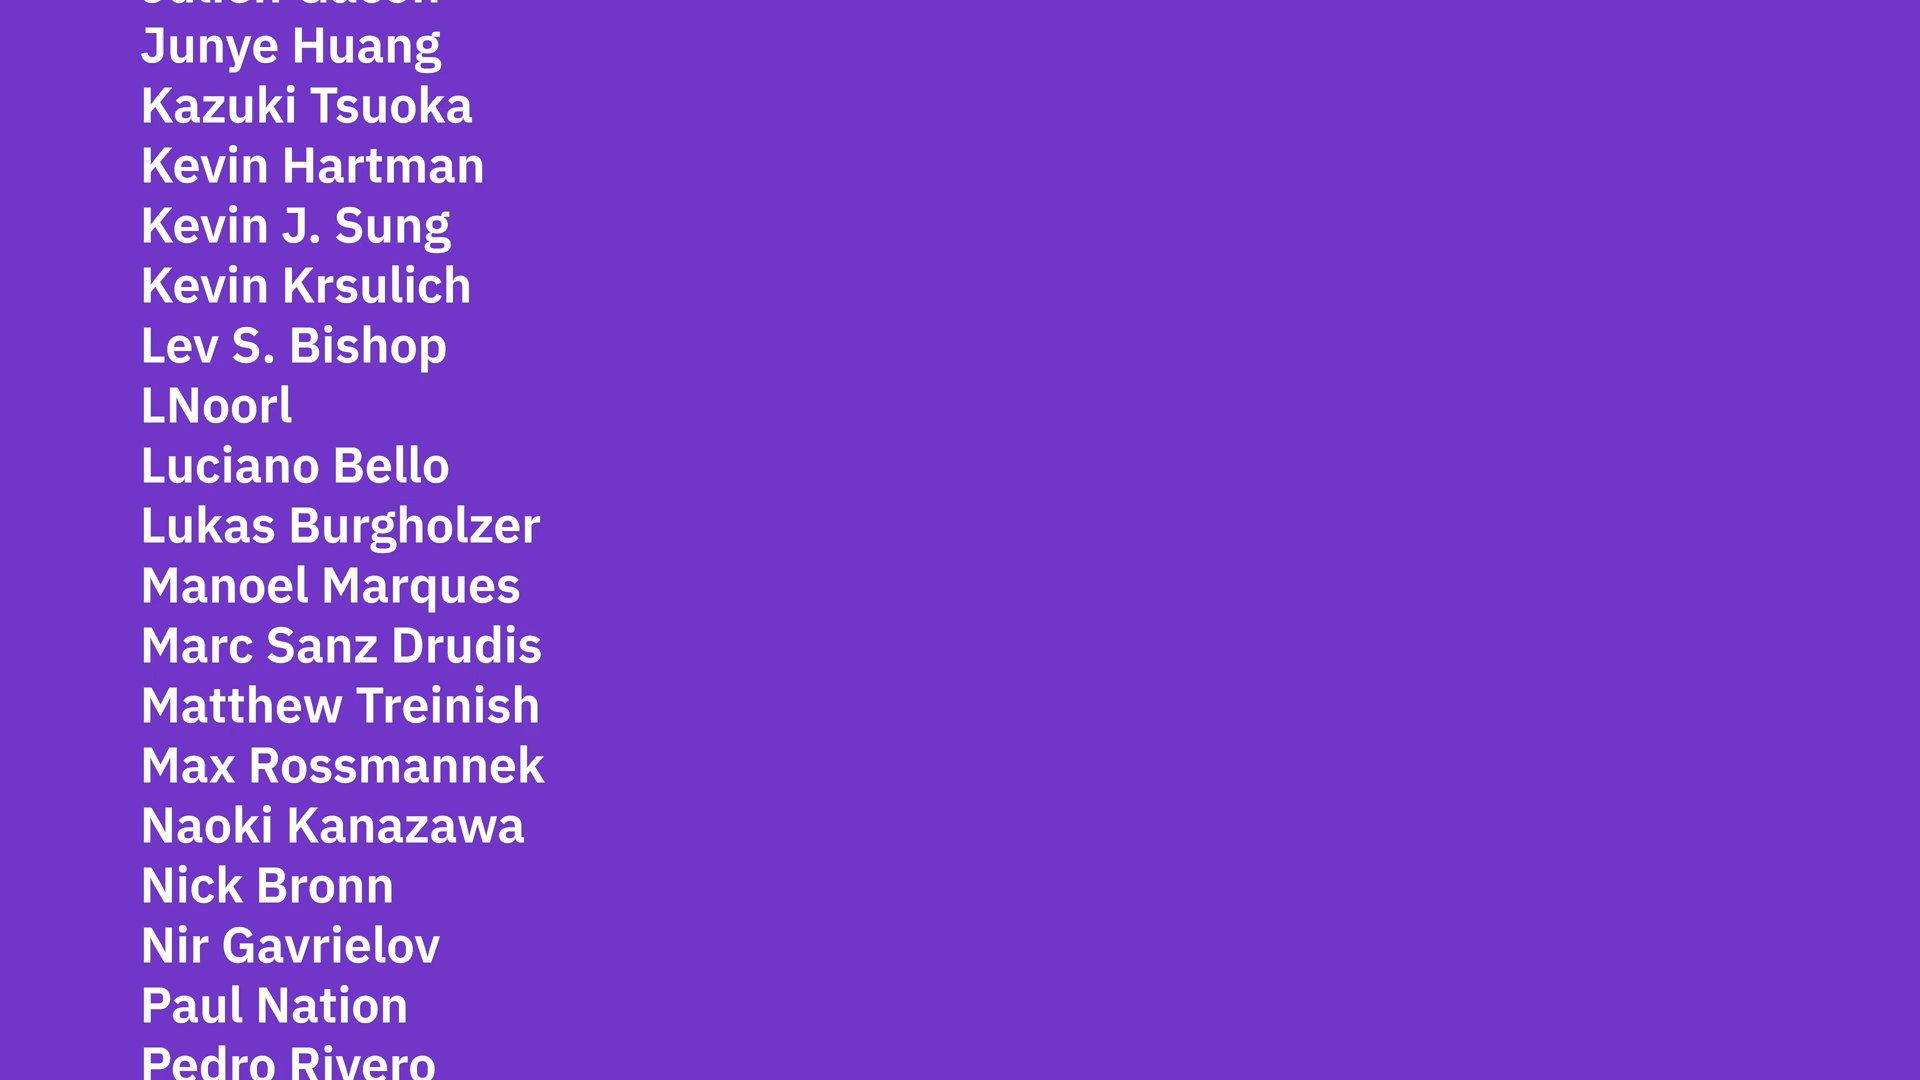 Junye Huang
Kazuki Tsuoka
Kevin Hartman
Kevin J. Sung
Kevin Krsulich
Lev S. Bishop
LNoorl
Luciano Bello
Lukas Burgholzer
Manoel Marques
Marc Sanz Drudis
Matthew Treinish
Max Rossmannek
Naoki Kanazawa
Nick Bronn
Nir Gavrielov
Paul Nation
Pedro Rivero